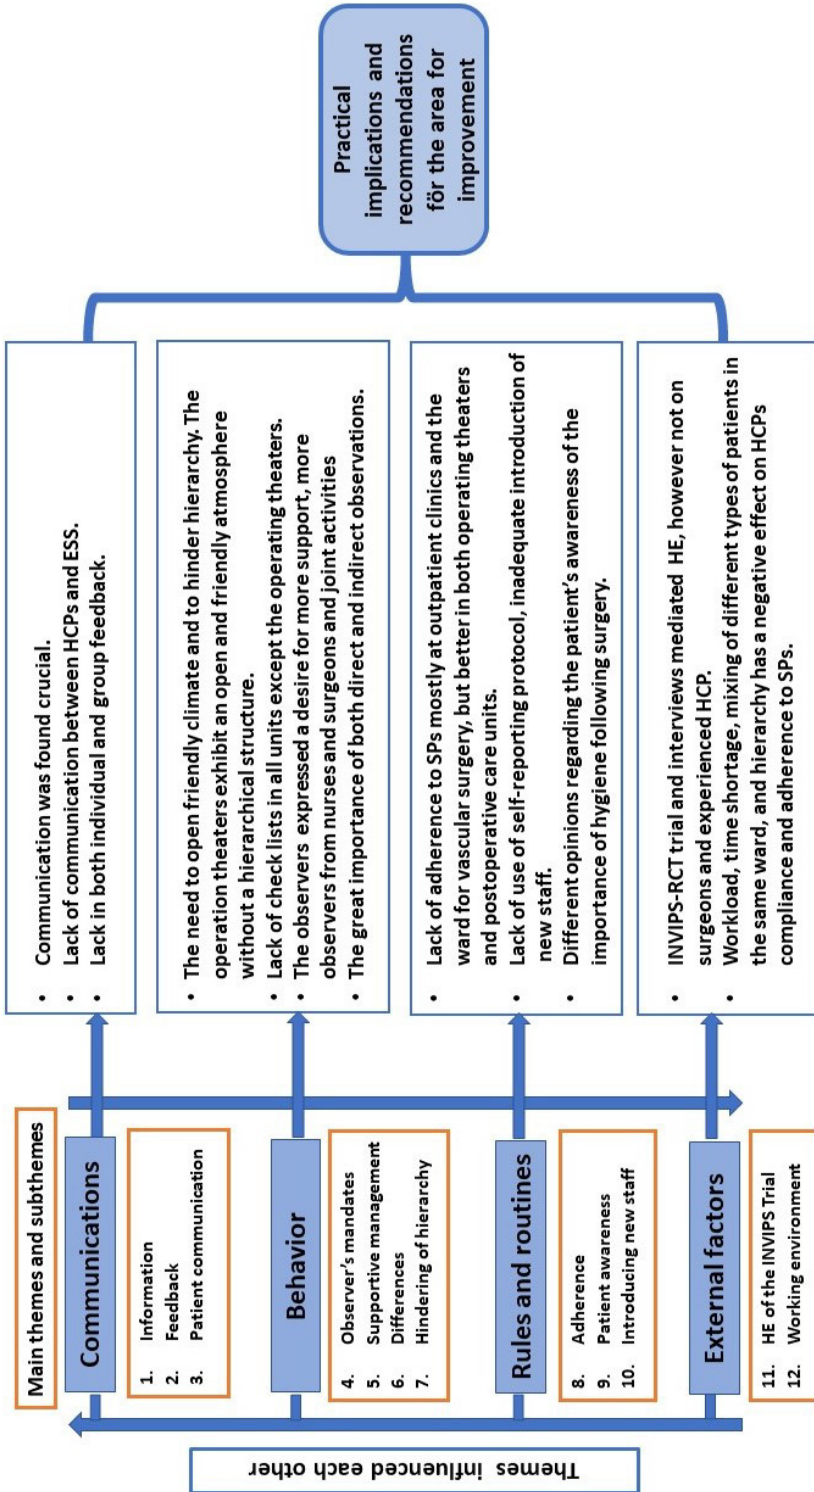 Themes influenced each other
Main themes and subthemes
Communications
1. Information
2. Feedback
3. Patient communication
• Communication was found crucial.
• Lack of communication between HCPs and ESS.
• Lack in both individual and group feedback.
Behavior
4. Observer's mandates
5. Supportive management
6. Differences
7. Hindering of hierarchy
• The need to open friendly climate and to hinder hierarchy. The
operation theaters exhibit an open and friendly atmosphere
without a hierarchical structure.
• Lack of check lists in all units except the operating theaters.
• The observers expressed a desire for more support, more
observers from nurses and surgeons and joint activities
• The great importance of both direct and indirect observations.
Rules and routines
8. Adherence
9. Patient awareness
10. Introducing new staff
• Lack of adherence to SPs mostly at outpatient clinics and the
ward for vascular surgery, but better in both operating theaters
and postoperative care units.
• Lack of use of self-reporting protocol, inadequate introduction of
new staff.
• Different opinions regarding the patient's awareness of the
importance of hygiene following surgery.
External factors
11. HE of the INVIPS Trial
12. Working environment
• INVIPS-RCT trial and interviews mediated HE, however not on
surgeons and experienced HCP.
• Workload, time shortage, mixing of different types of patients in
the same ward, and hierarchy has a negative effect on HCPs
compliance and adherence to SPs.
Practical
implications and
recommendations
för the area for
improvement